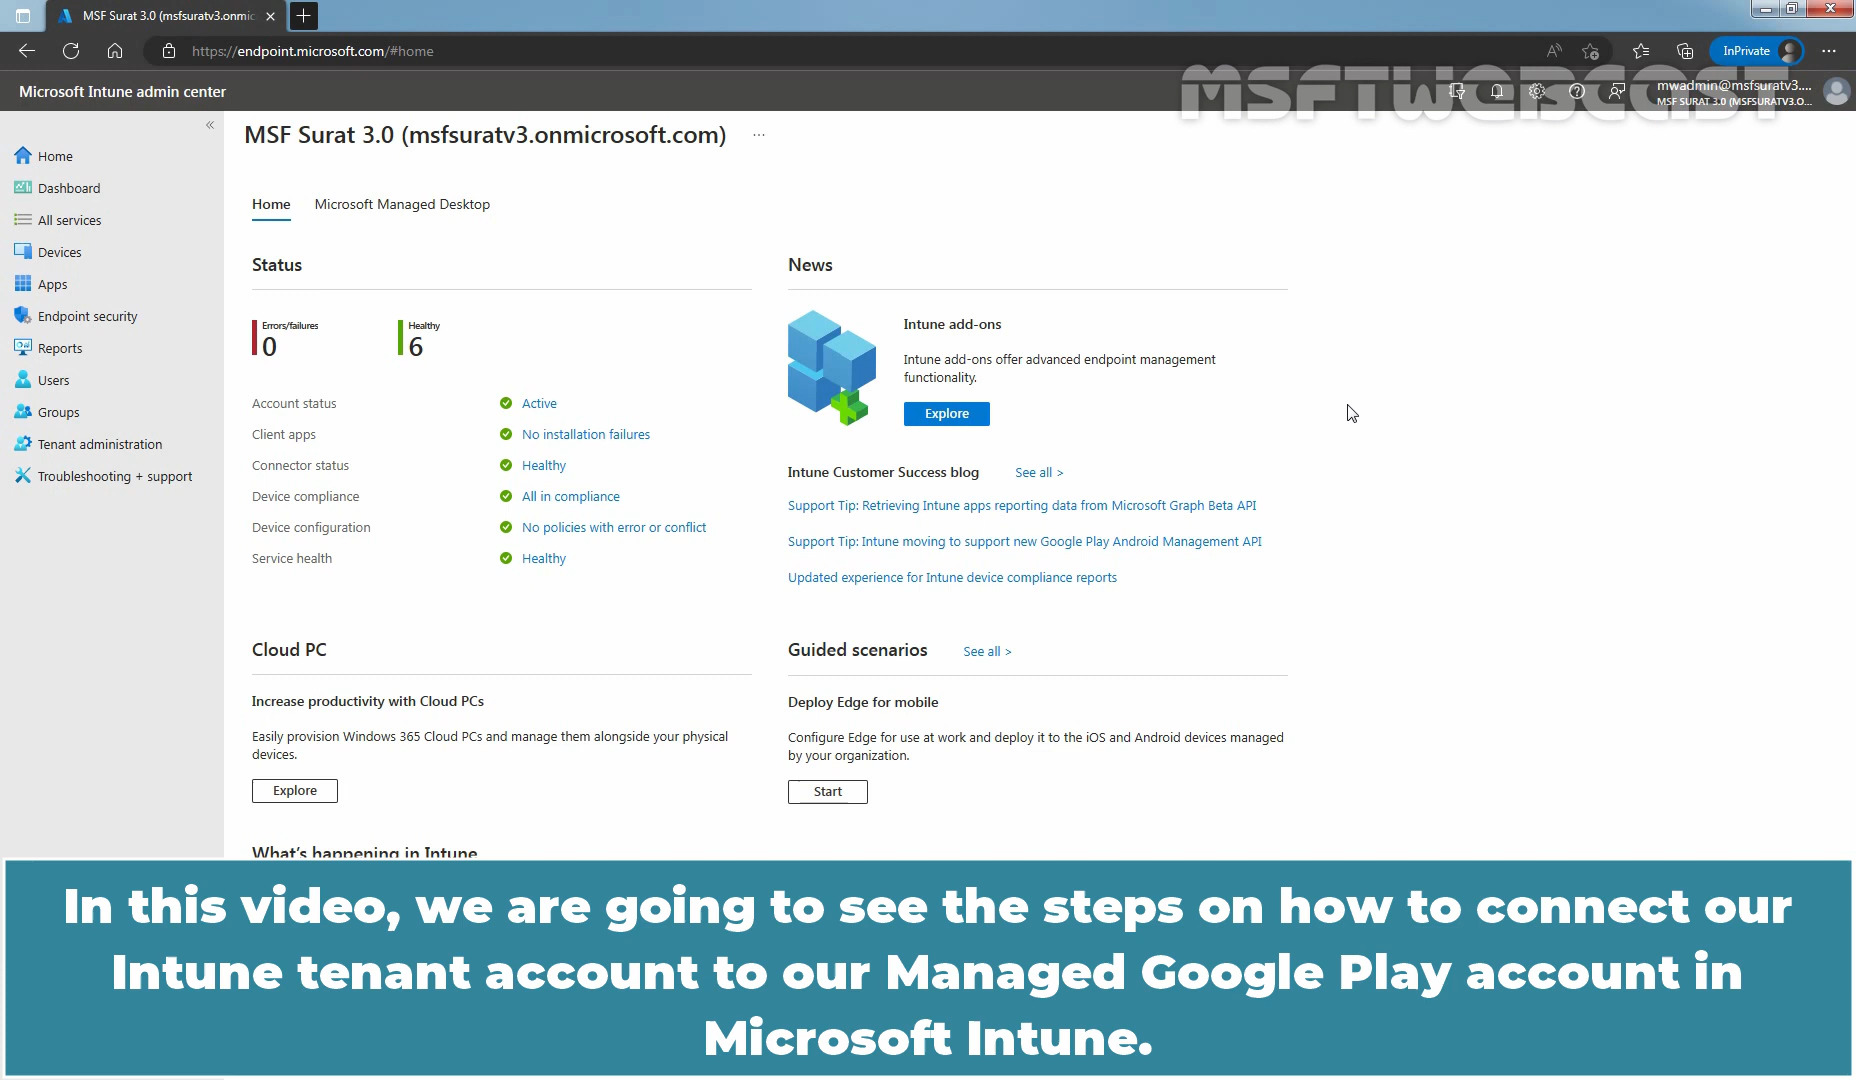 MSF Surat 3.0 (msfsuratv3.onmic
https://endpoint.microsoft.com/#home
InPrivate
MSFTWEBCAST
Microsoft Intune admin center
mwadmin@msfsuratv3....
MSF SURAT 3.0 (MSFSURATV3.O...
MSF Surat 3.0 (msfsuratv3.onmicrosoft.com)
...
Home
Dashboard
All services
Devices
Apps
Endpoint security
Reports
Users
Groups
Tenant administration
Troubleshooting + support
Home
Microsoft Managed Desktop
Status
Errors/failures
0
Healthy
6
Account status
Active
Client apps
No installation failures
Connector status
Healthy
Device compliance
All in compliance
Device configuration
No policies with error or conflict
Service health
Healthy
News
Intune add-ons
Intune add-ons offer advanced endpoint management
functionality.
Explore
Intune Customer Success blog
See all >
Support Tip: Retrieving Intune apps reporting data from Microsoft Graph Beta API
Support Tip: Intune moving to support new Google Play Android Management API
Updated experience for Intune device compliance reports
Cloud PC
Increase productivity with Cloud PCs
Easily provision Windows 365 Cloud PCs and manage them alongside your physical
devices.
Explore
Guided scenarios
See all >
Deploy Edge for mobile
Configure Edge for use at work and deploy it to the iOS and Android devices managed
by your organization.
Start
What's happening in Intune
In this video, we are going to see the steps on how to connect our
Intune tenant account to our Managed Google Play account in
Microsoft Intune.